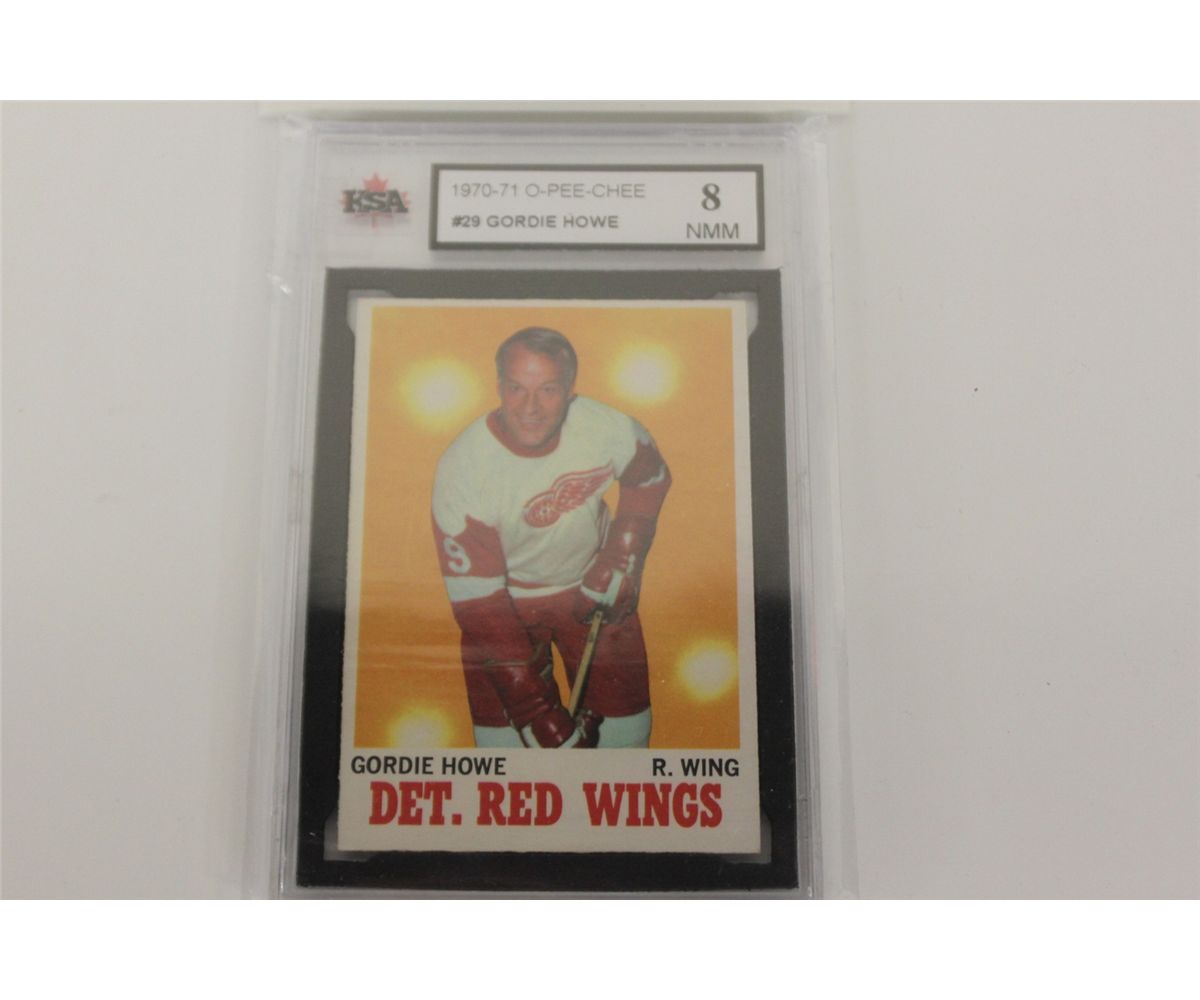 KSA
1970-71 O-PEE-CHEE 8
#29 GORDIE HOWE NMM
9
GORDIE HOWE R. WING
DET. RED WINGS